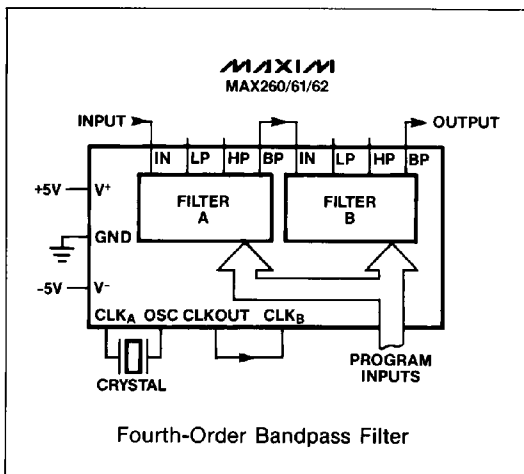 MAXIM
MAX260/61/62
INPUT OUTPUT
IN LP HP BP IN LP HP BP
+5V V+
FILTER A
FILTER B
GND
-5V V-
CLKA OSC CLKOUT CLKB
CRYSTAL
PROGRAM
INPUTS
Fourth-Order Bandpass Filter